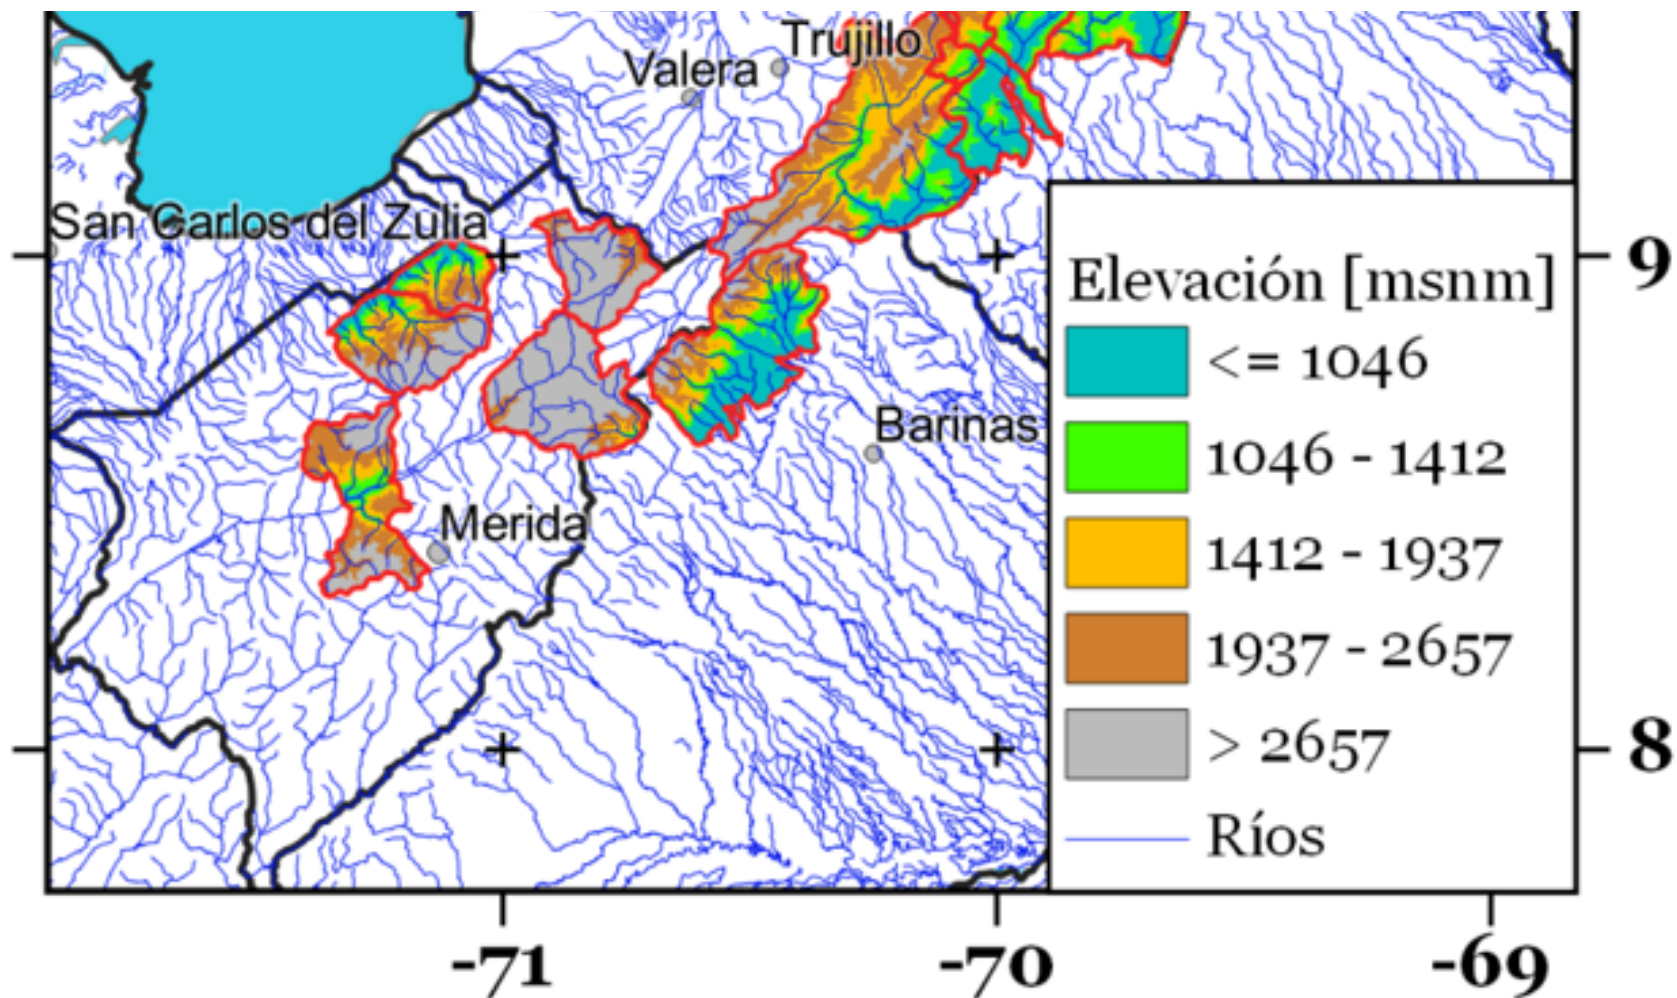 Trujillo
Valera
San Carlos del Zulia
9
Elevación [msnm]
<= 1046
Barinas
1046 - 1412
Merida
1412 - 1937
1937 - 2657
8
> 2657
Ríos
-71
-70
-69